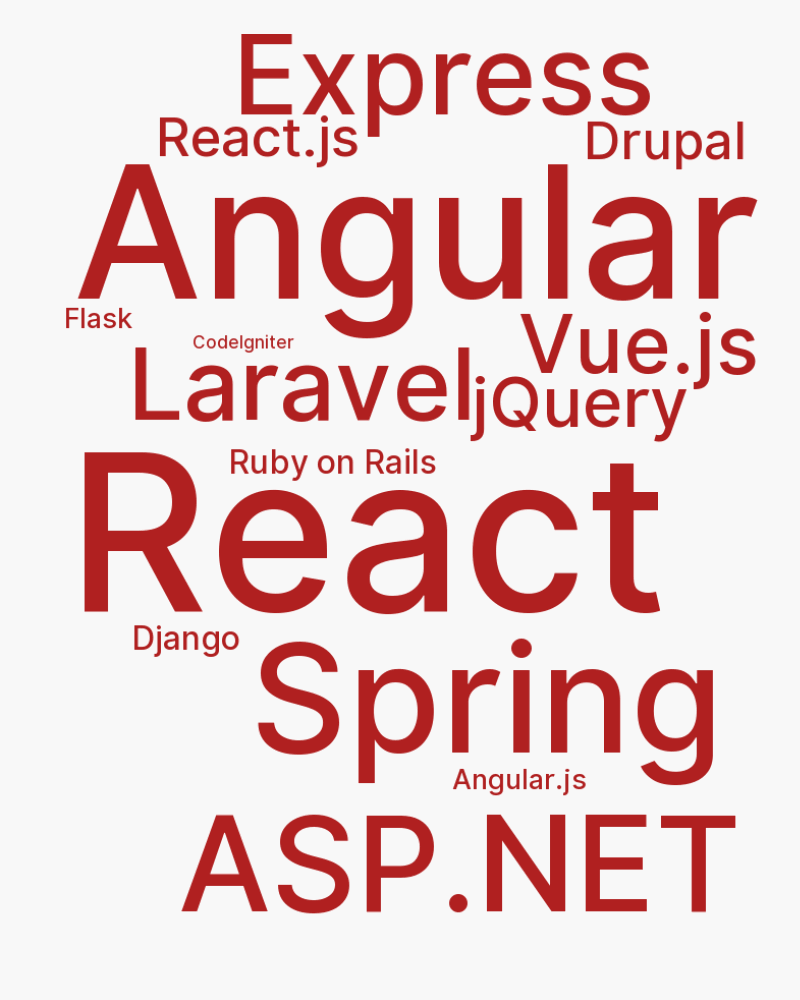 Express
React.js
Drupal
Angular
Flask
Vue.js
CodeIgniter
Laravel
jQuery
Ruby on Rails
React
Django
Spring
Angular.js
ASP.NET